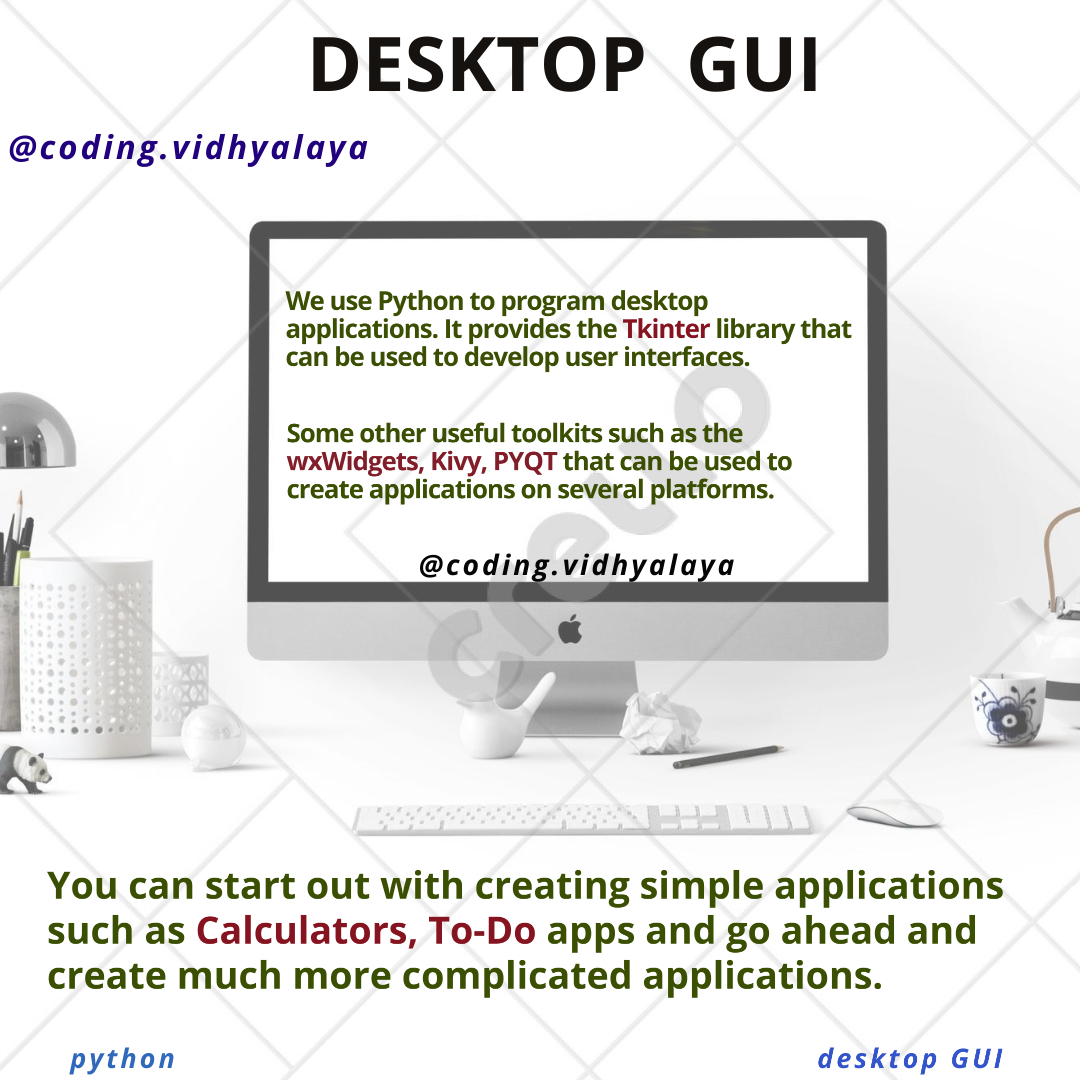 DESKTOP GUI
@coding.vidhyalaya
We use Python to program desktop
applications. It provides the Tkinter library that
can be used to develop user interfaces.
Some other useful toolkits such as the
wxWidgets, Kivy, PYQT that can be used to
create applications on several platforms.
@coding.vidhyalaya
crello
You can start out with creating simple applications
such as Calculators, To-Do apps and go ahead and
create much more complicated applications.
python
desktop GUI